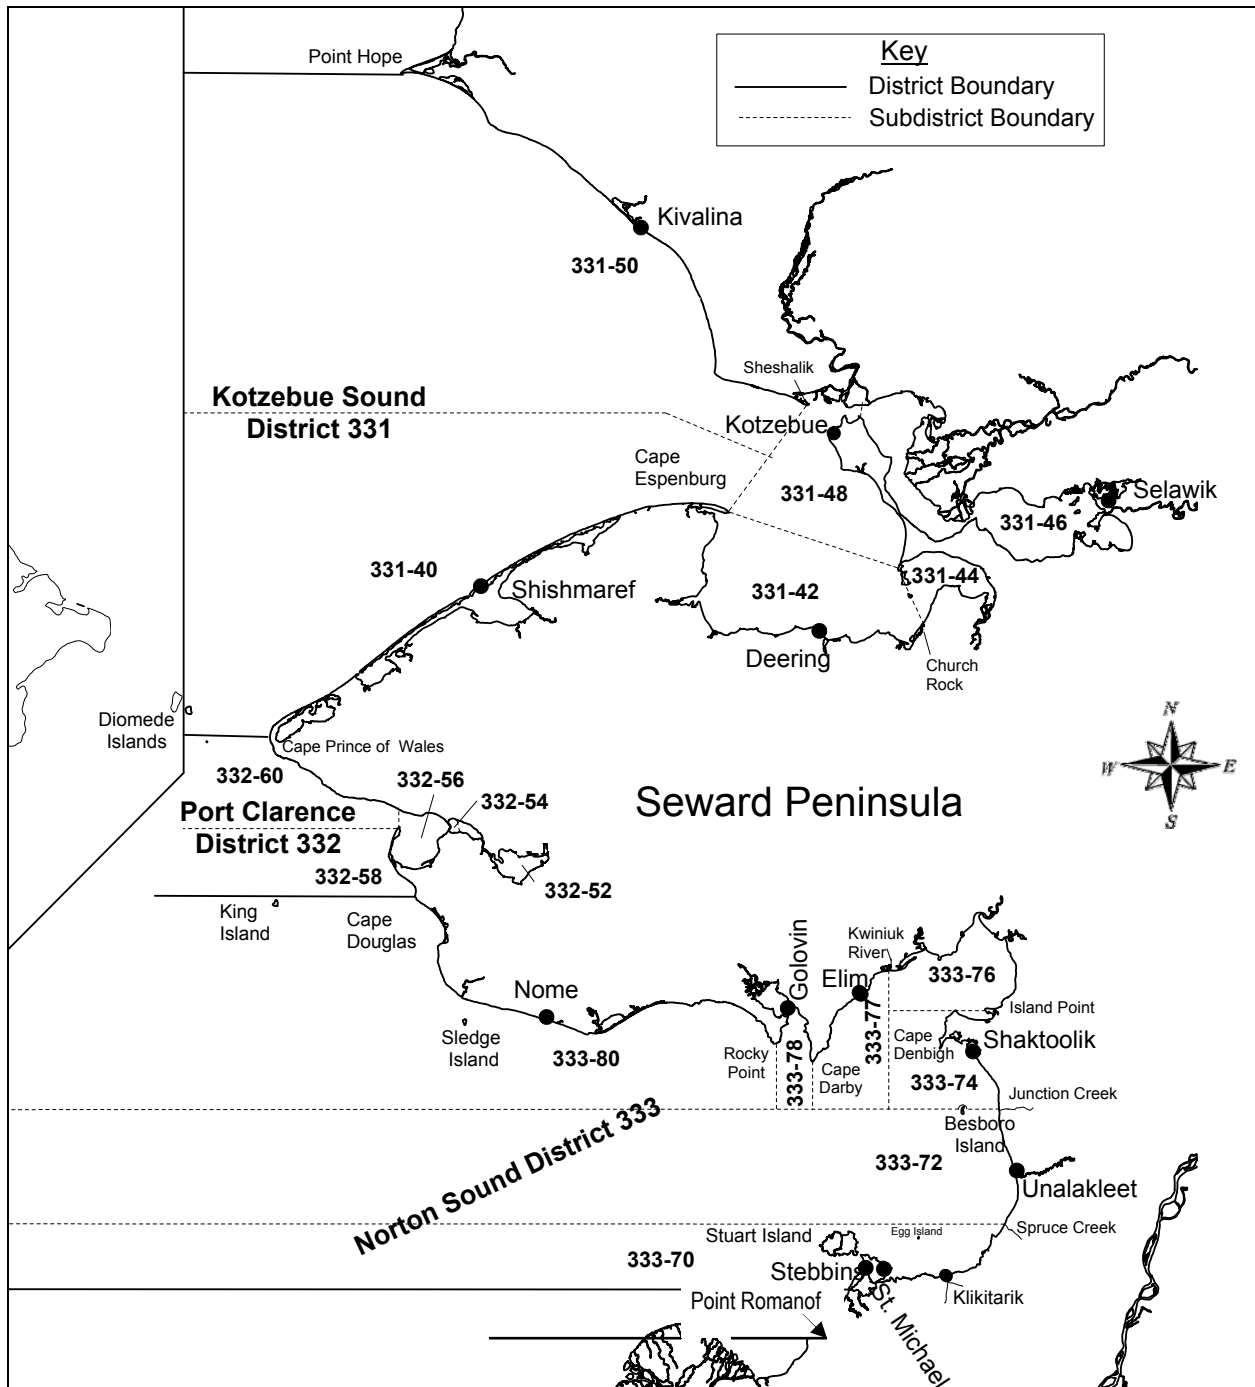 Point Hope
Key
District Boundary
Subdistrict Boundary
Kivalina
331-50
Sheshalik
Kotzebue Sound
District 331
Kotzebue
Cape
Espenburg
331-48
Selawik
331-46
331-40
Shishmaref
331-42
331-44
Deering
Church
Rock
Diomede
Islands
Cape Prince of Wales
332-60
332-56
332-54
Port Clarence
District 332
Seward Peninsula
N
W
E
S
332-58
332-52
King
Island
Cape
Douglas
Nome
Sledge
Island
333-80
Golovin
Elim
Kwiniuk
River
333-76
Island Point
333-77
Cape
Denbigh
Shaktoolik
Rocky
Point
333-78
Cape
Darby
333-74
Junction Creek
Besboro
Island
Norton Sound District 333
333-72
Unalakleet
Spruce Creek
Stuart Island
Egg Island
333-70
Stebbins
St. Michael
Klikitarik
Point Romanof